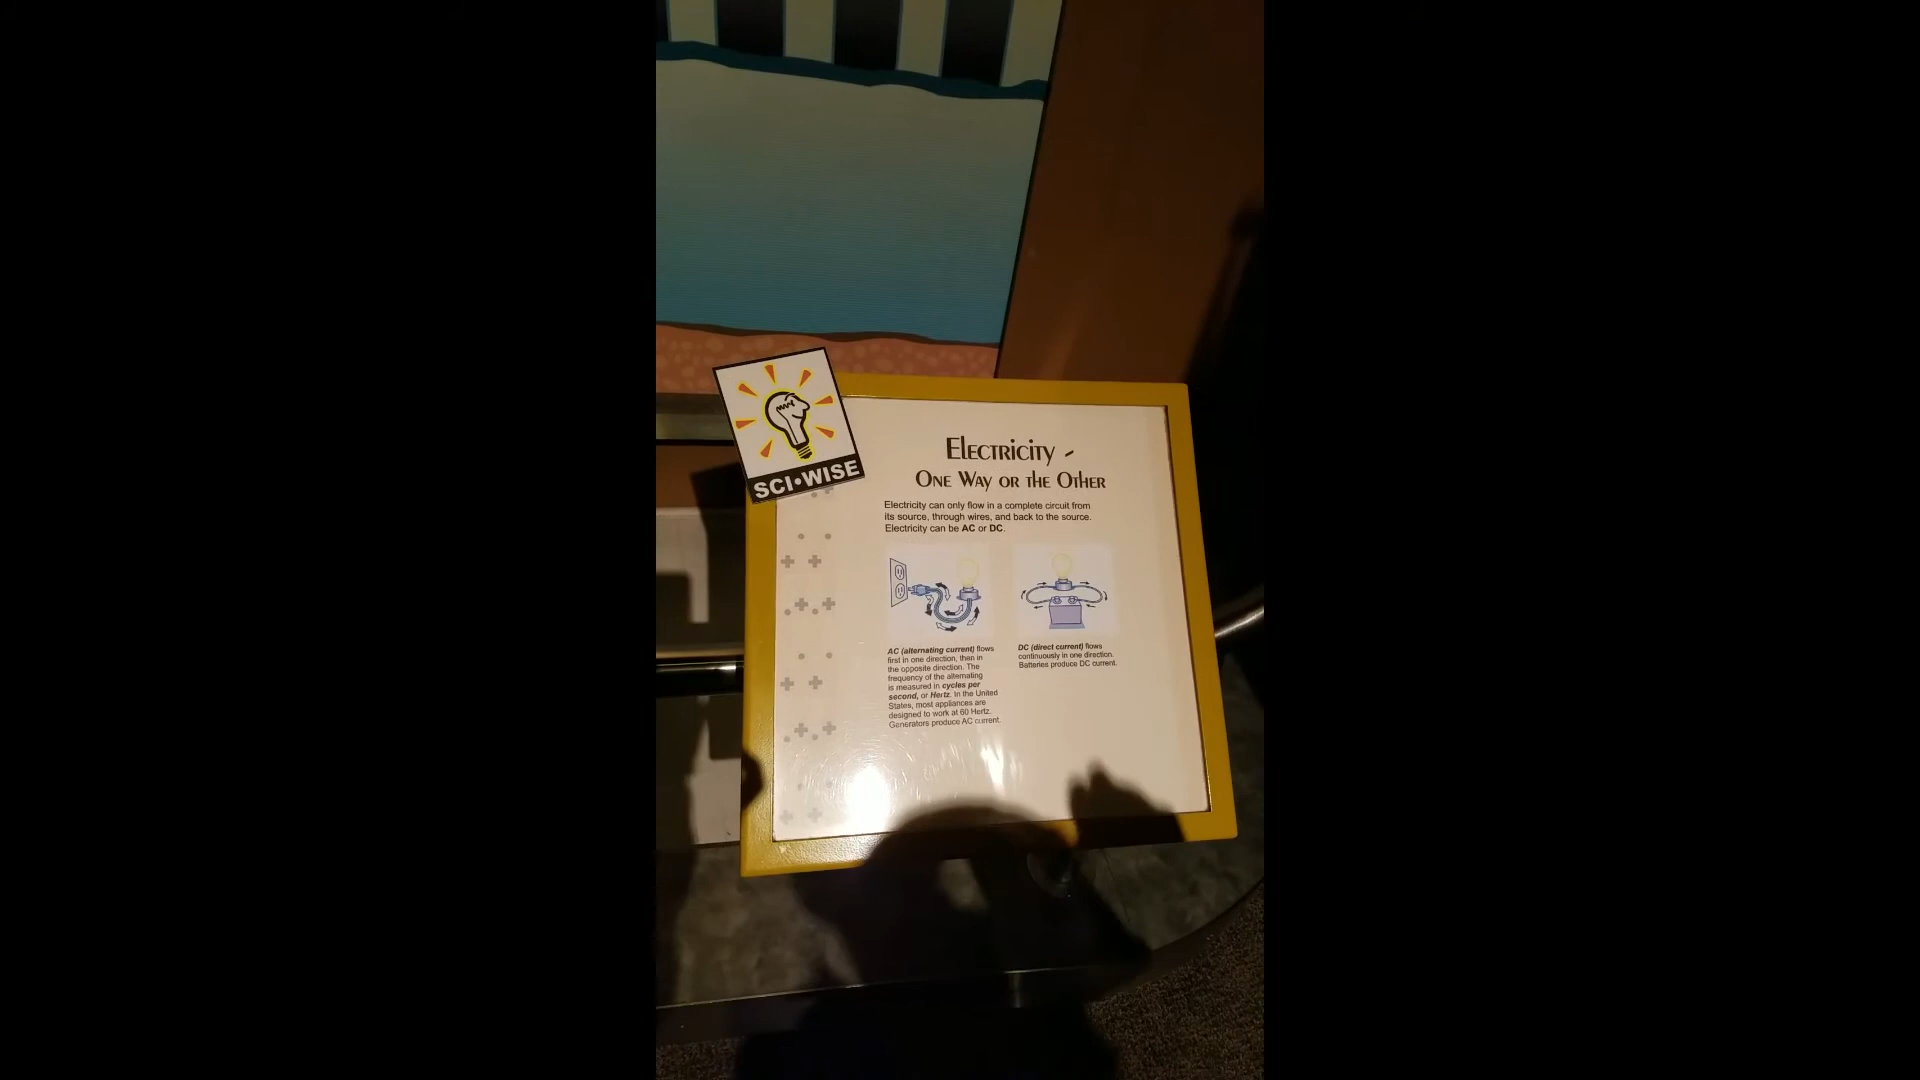 SCI•WISE
Electricity -
One Way or the Other
Electricity can only flow in a complete circuit from
its source, through wires, and back to the source.
Electricity can be AC or DC.
AC (alternating current) flows
first in one direction, then in
the opposite direction. The
frequency of the alternating
is measured in cycles per
second, or Hertz. In the United
States, most appliances are
designed to work at 60 Hertz.
Generators produce AC current.
DC (direct current) flows
continuously in one direction.
Batteries produce DC current.